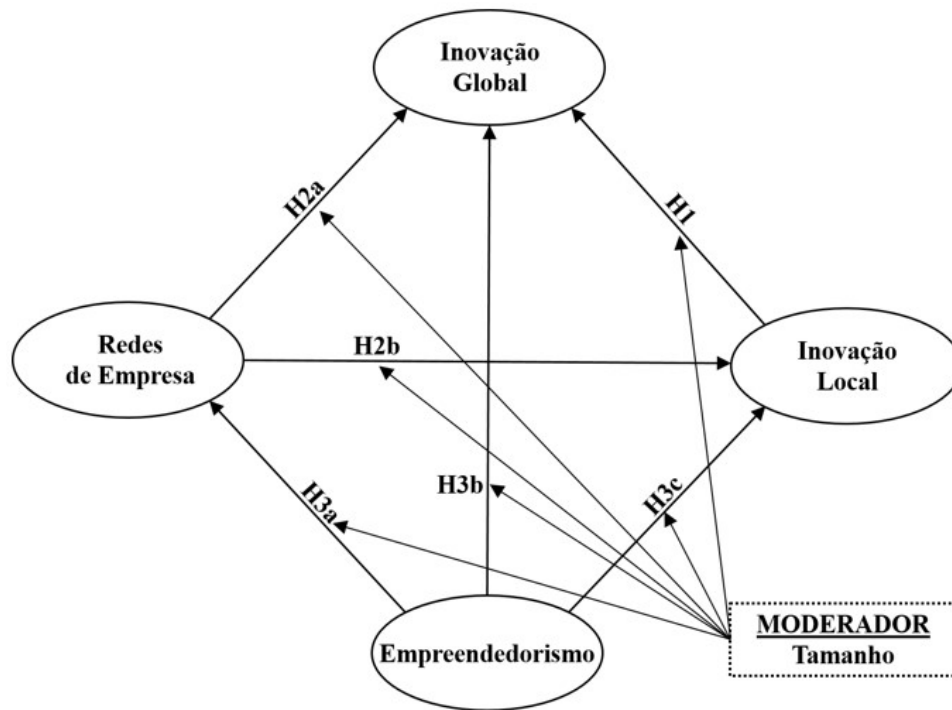 Inovação
Global
H2a
H1
Redes
de Empresa
H2b
Inovação
Local
H3a
H3b
H3c
Empreendedorismo
MODERADOR
Tamanho